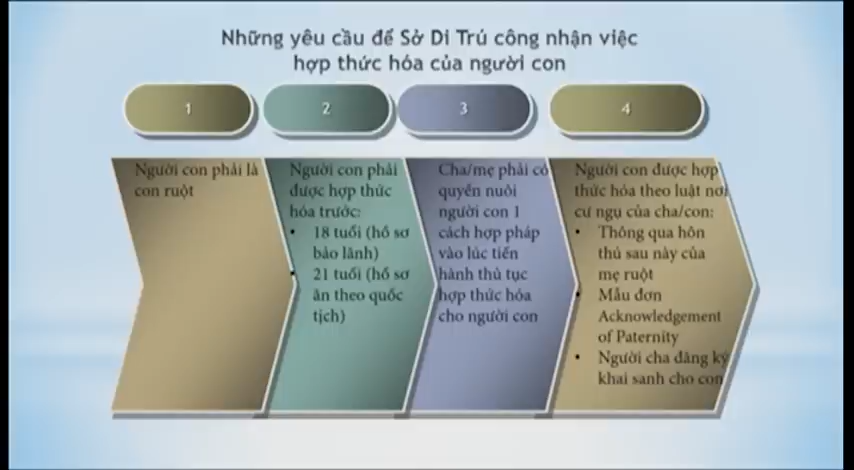 Những yêu cầu để Sở Di Trú công nhận việc
hợp thức hóa của người con
1
2
3
4
Người con phải là
con ruột
Người con phải
được hợp thức
hóa trước:
• 18 tuổi (hồ sơ
bảo lãnh)
• 21 tuổi (hồ sơ
ăn theo quốc
tịch)
Cha/mẹ phải có
quyền nuôi
người con 1
cách hợp pháp
vào lúc tiến
hành thủ tục
hợp thức hóa
cho người con
Người con được hợp
thức hóa theo luật nơi
cư ngụ của cha/con:
• Thông qua hôn
thú sau này của
mẹ ruột
• Mẫu đơn
Acknowledgement
of Paternity
• Người cha đăng ký
khai sanh cho con